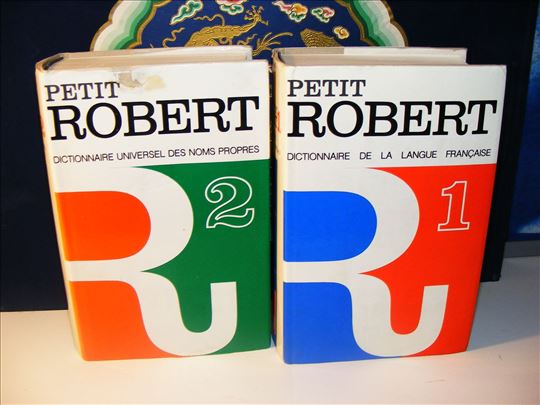 PETIT
ROBERT
DICTIONNAIRE UNIVERSEL DES NOMS PROPRES
2
PETIT
ROBERT
DICTIONNAIRE DE LA LANGUE FRANÇAISE
1